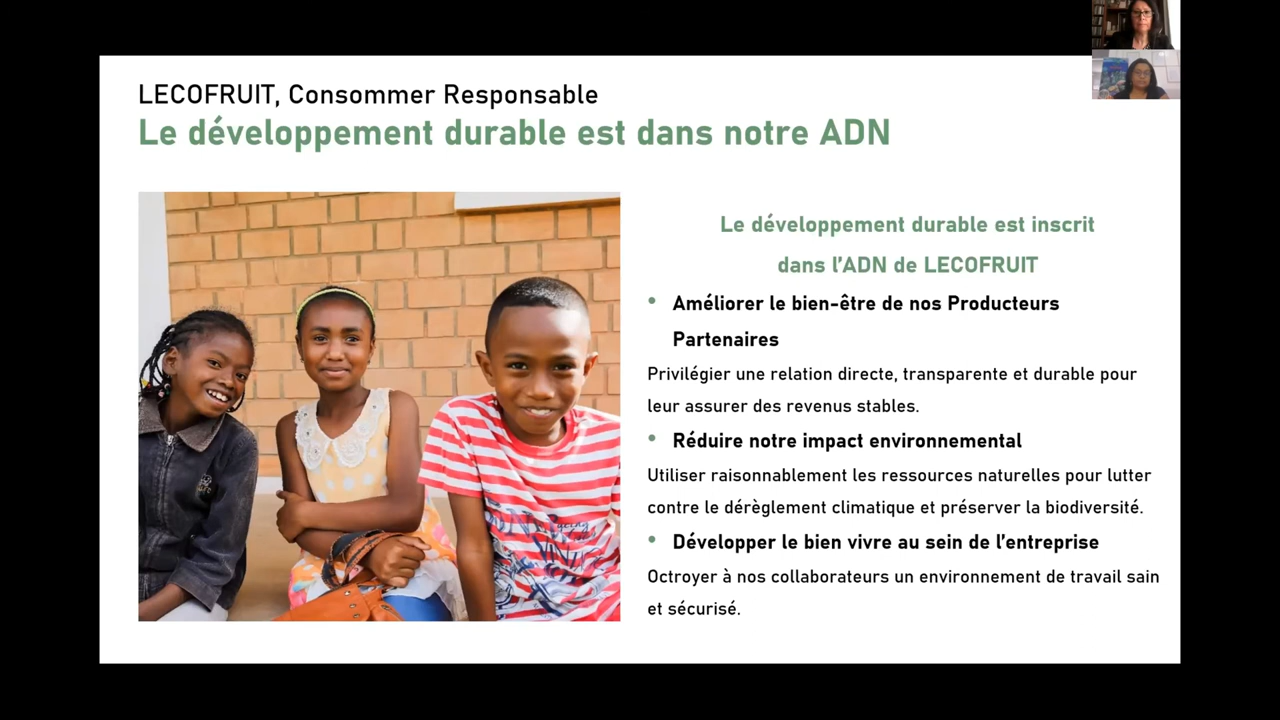 LECOFRUIT, Consommer Responsable
Le développement durable est dans notre ADN
Le développement durable est inscrit
dans l'ADN de LECOFRUIT
• Améliorer le bien-être de nos Producteurs
Partenaires
Privilégier une relation directe, transparente et durable pour
leur assurer des revenus stables.
• Réduire notre impact environnemental
Utiliser raisonnablement les ressources naturelles pour lutter
contre le dérèglement climatique et préserver la biodiversité.
• Développer le bien vivre au sein de l'entreprise
Octroyer à nos collaborateurs un environnement de travail sain
et sécurisé.